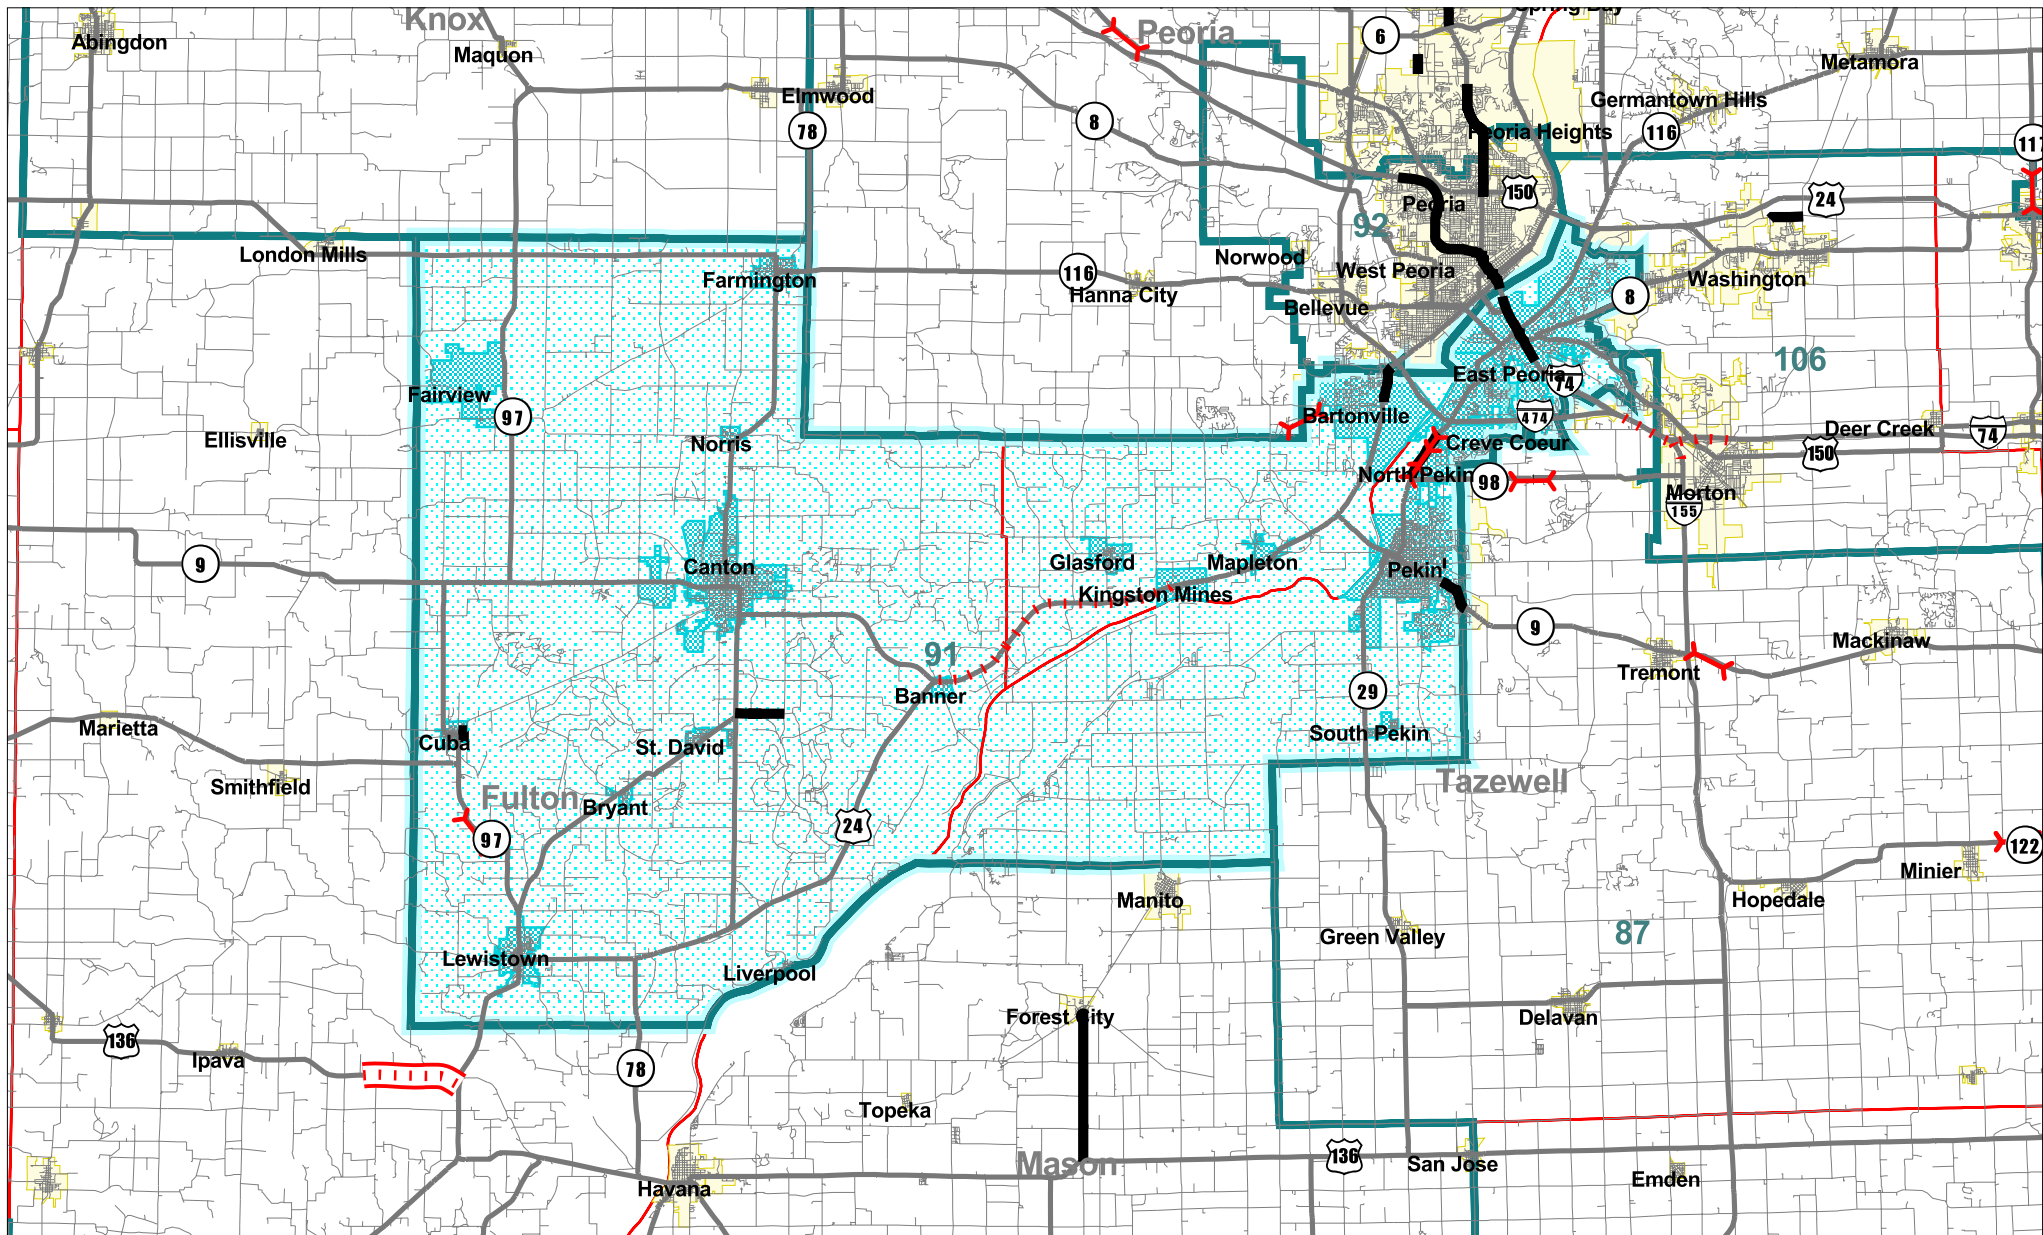 Knox
Spring Bay
Peoria
Abingdon
Maquon
6
Metamora
Elmwood
Germantown Hills
8
78
116
Peoria Heights
117
150
24
Peoria
92
London Mills
Norwood
West Peoria
116
Farmington
Washington
Hanna City
8
Bellevue
106
East Peoria
74
Fairview
97
Bartonville
474
Ellisville
Norris
Creve Coeur
Deer Creek
74
150
North Pekin
98
Morton
155
9
Canton
Glasford
Mapleton
Pekin
Kingston Mines
9
Mackinaw
91
Tremont
Banner
29
Marietta
Cuba
St. David
South Pekin
Smithfield
Tazewell
Fulton
Bryant
97
24
122
Minier
Manito
Hopedale
Green Valley
87
Lewistown
Liverpool
Forest City
Delavan
136
Ipava
78
Topeka
Mason
136
San Jose
Havana
Emden